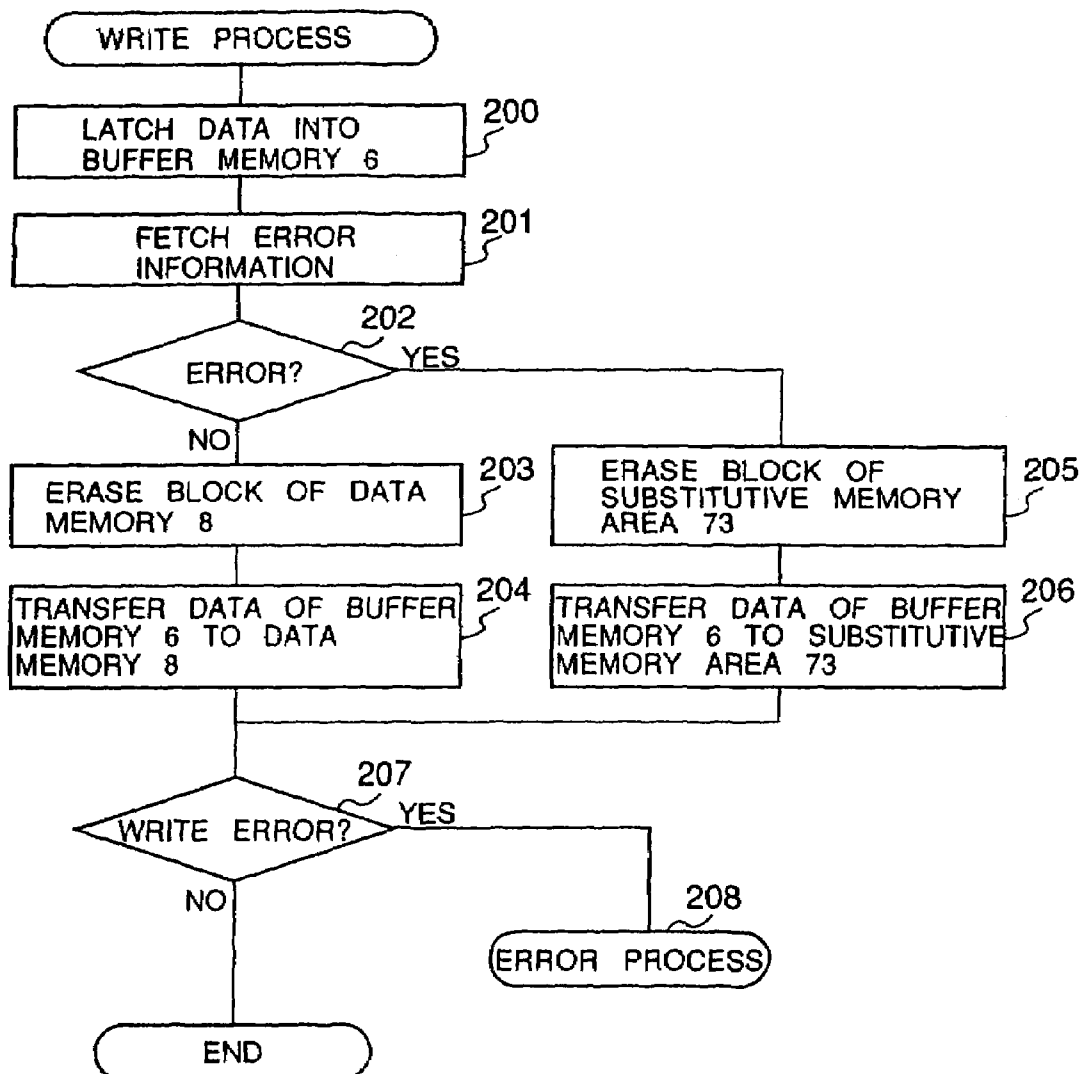 WRITE PROCESS
200
LATCH DATA INTO
BUFFER MEMORY 6
201
FETCH ERROR
INFORMATION
202
ERROR?
YES
NO
203
ERASE BLOCK OF DATA
MEMORY 8
205
ERASE BLOCK OF
SUBSTITUTIVE MEMORY
AREA 73
204
TRANSFER DATA OF BUFFER
MEMORY 6 TO DATA
MEMORY 8
206
TRANSFER DATA OF BUFFER
MEMORY 6 TO SUBSTITUTIVE
MEMORY AREA 73
207
WRITE ERROR?
YES
NO
208
ERROR PROCESS
END